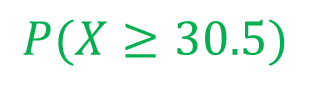 P(X ≥ 30.5)